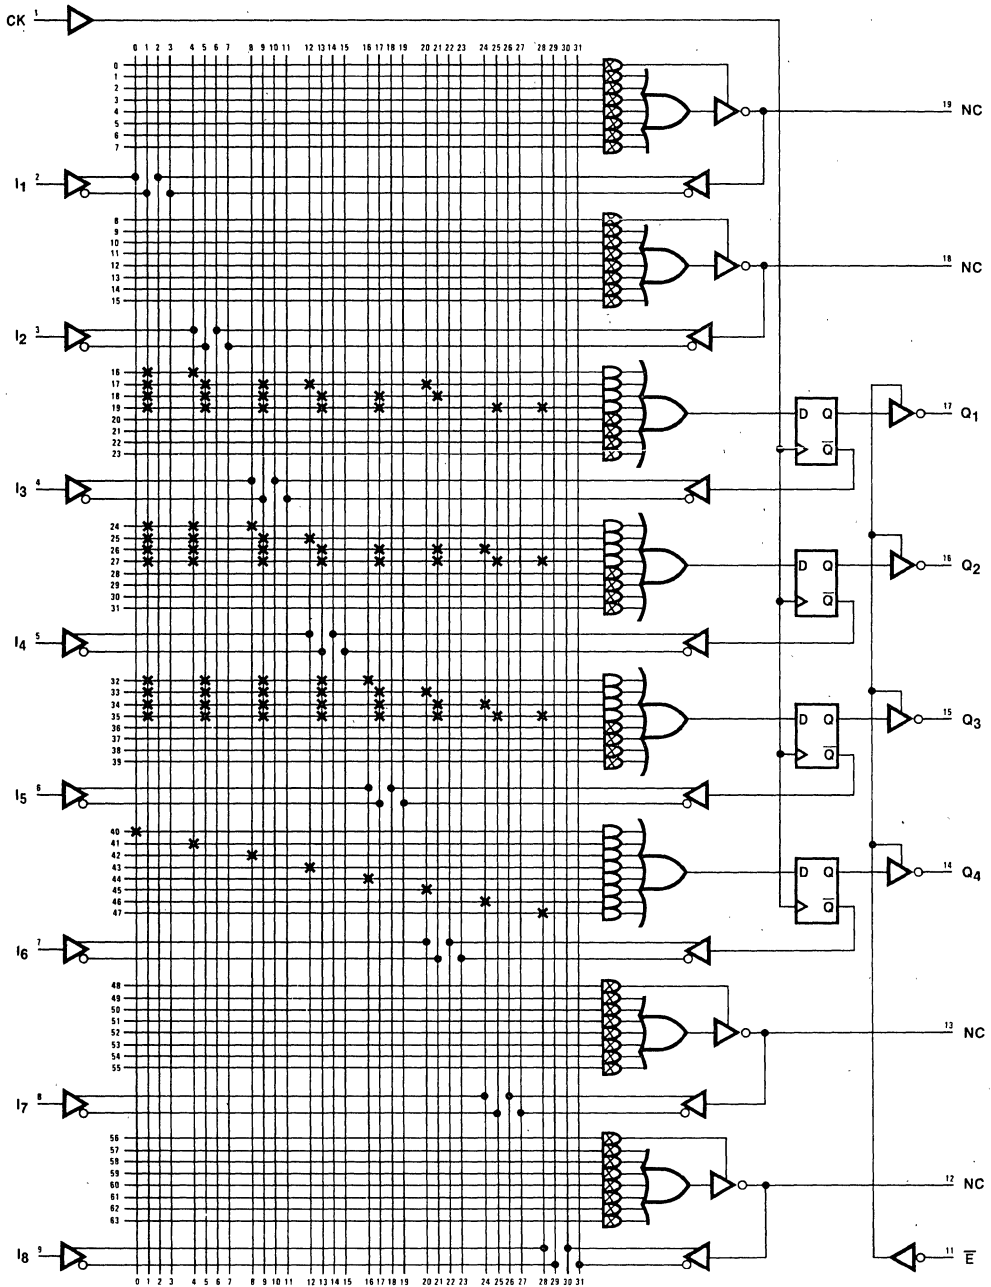 CK 1
0 1 2 3 4 5 6 7 8 9 10 11 12 13 14 15 16 17 18 19 20 21 22 23 24 25 26 27 28 29 30 31
0
1
2
3
4
5
6
7
19 NC
I1 2
8
9
10
11
12
13
14
15
18 NC
I2 3
16
17
18
19
20
21
22
23
D Q
Q̅
17 Q1
I3 4
24
25
26
27
28
29
30
31
D Q
Q̅
16 Q2
I4 5
32
33
34
35
36
37
38
39
D Q
Q̅
15 Q3
I5 6
40
41
42
43
44
45
46
47
D Q
Q̅
14 Q4
I6 7
48
49
50
51
52
53
54
55
13 NC
I7 8
56
57
58
59
60
61
62
63
12 NC
I8 9
11 E̅
0 1 2 3 4 5 6 7 8 9 10 11 12 13 14 15 16 17 18 19 20 21 22 23 24 25 26 27 28 29 30 31